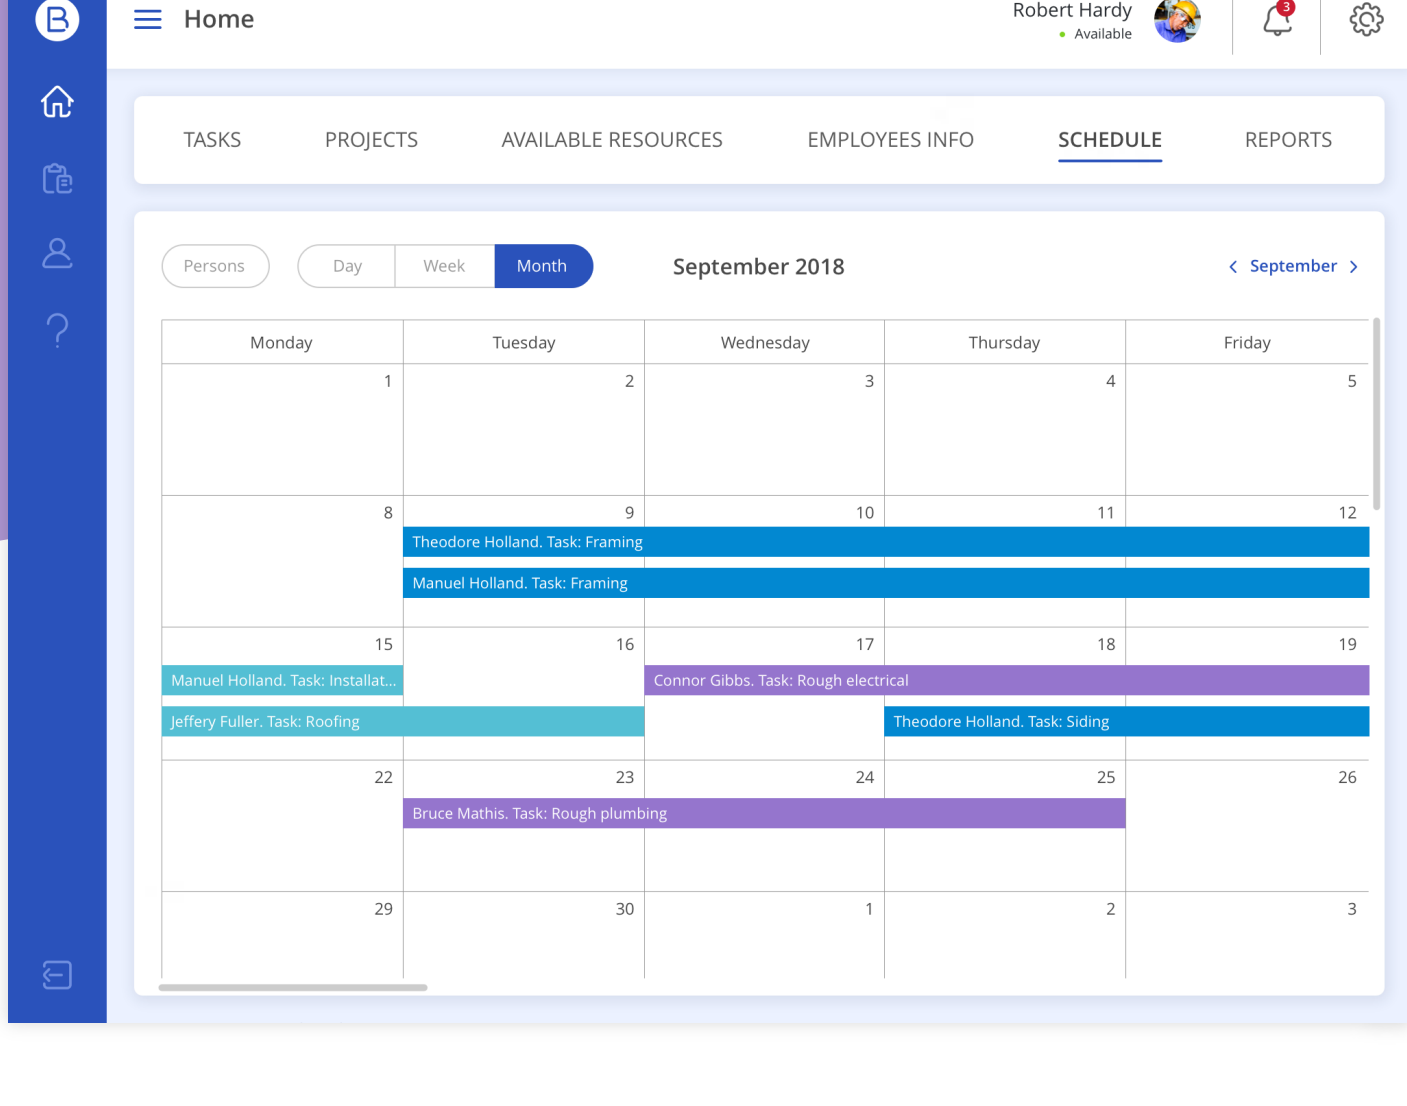 B
Home
Robert Hardy
Available
3
TASKS PROJECTS AVAILABLE RESOURCES EMPLOYEES INFO SCHEDULE REPORTS
Persons Day Week Month September 2018 < September >
Monday Tuesday Wednesday Thursday Friday
1 2 3 4 5
8 9 10 11 12
Theodore Holland. Task: Framing
Manuel Holland. Task: Framing
15 16 17 18 19
Manuel Holland. Task: Installat... Connor Gibbs. Task: Rough electrical
Jeffery Fuller. Task: Roofing Theodore Holland. Task: Siding
22 23 24 25 26
Bruce Mathis. Task: Rough plumbing
29 30 1 2 3